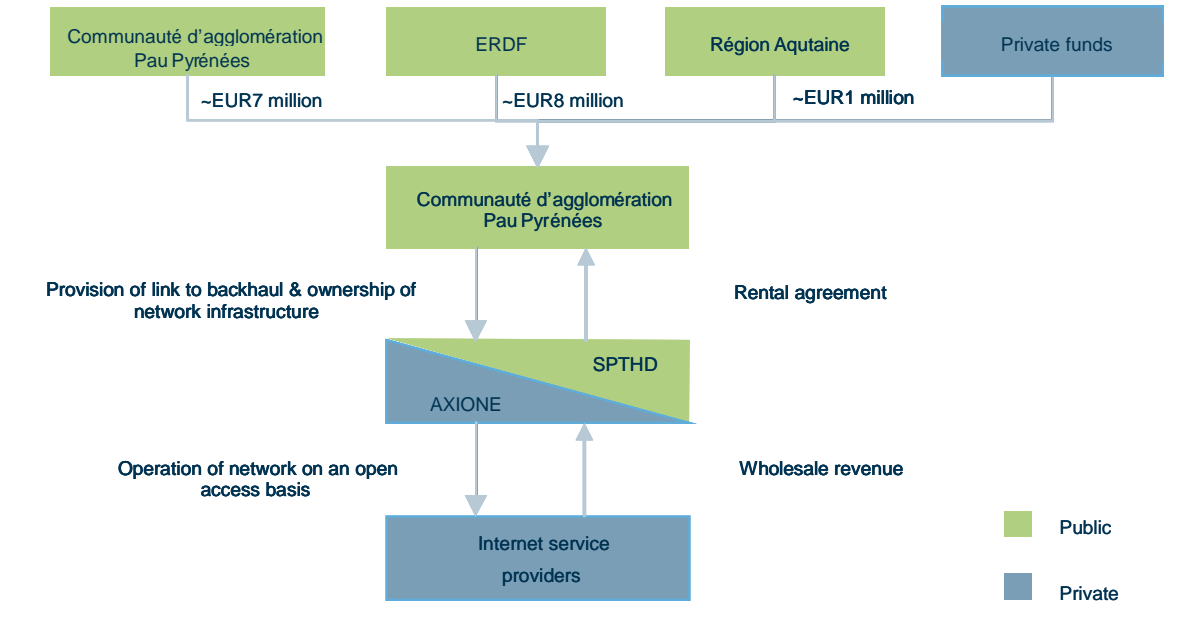 Communauté d'agglomération
Pau Pyrénées
ERDF
Région Aqutaine
Private funds
~EUR7 million
~EUR8 million
~EUR1 million
Communauté d'agglomération
Pau Pyrénées
Provision of link to backhaul & ownership of
network infrastructure
Rental agreement
SPTHD
AXIONE
Operation of network on an open
access basis
Wholesale revenue
Internet service
providers
Public
Private